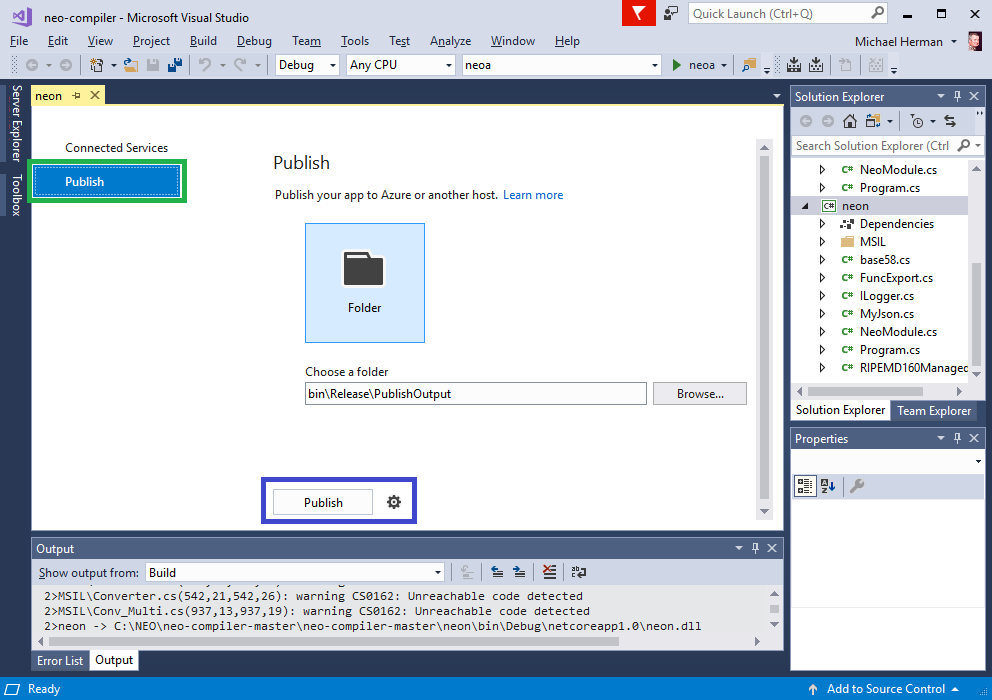 neo-compiler - Microsoft Visual Studio
Quick Launch (Ctrl+Q)
File Edit View Project Build Debug Team Tools Test Analyze Window Help
Michael Herman
Debug Any CPU neoa neoa
Server Explorer
Toolbox
neon
Connected Services
Publish
Publish
Publish your app to Azure or another host. Learn more
Folder
Choose a folder
bin\Release\PublishOutput
Browse...
Publish
Solution Explorer
Search Solution Explorer (Ctrl
C# NeoModule.cs
C# Program.cs
C# neon
Dependencies
MSIL
C# base58.cs
C# FuncExport.cs
C# ILogger.cs
C# MyJson.cs
C# NeoModule.cs
C# Program.cs
C# RIPEMD160Managed
Solution Explorer Team Explorer
Properties
Output
Show output from: Build
2>MSIL\Converter.cs(542,21,542,26): warning CS0162: Unreachable code detected
2>MSIL\Conv_Multi.cs(937,13,937,19): warning CS0162: Unreachable code detected
2>neon -> C:\NEO\neo-compiler-master\neo-compiler-master\neon\bin\Debug\netcoreapp1.0\neon.dll
Error List Output
Ready
Add to Source Control